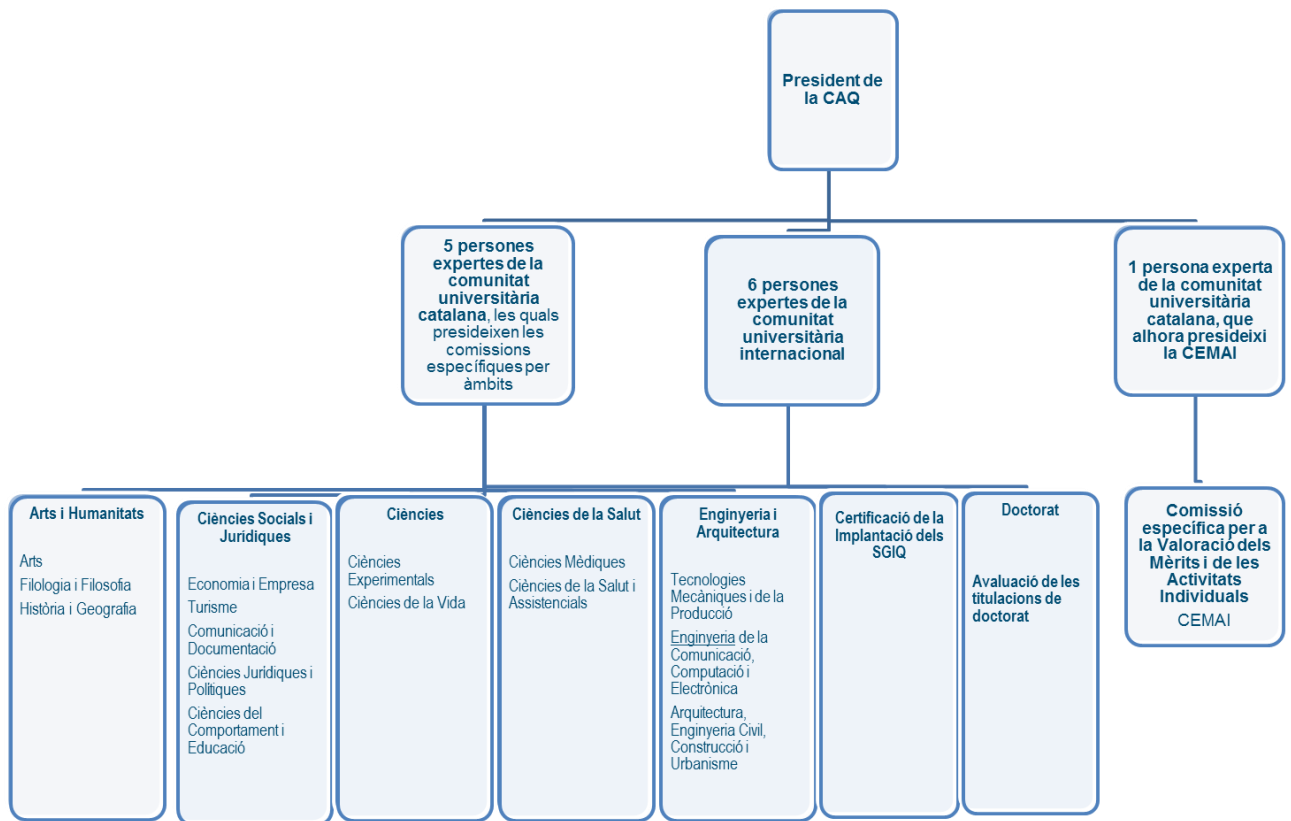 President de
la CAQ
5 persones
expertes de la
comunitat
universitària
catalana, les quals
presideixen les
comissions
específiques per
àmbits
6 persones
expertes de la
comunitat
universitària
internacional
1 persona experta
de la comunitat
universitària
catalana, que
alhora presideixi
la CEMAI
Arts i Humanitats
Arts
Filologia i Filosofia
Història i Geografia
Ciències Socials i
Jurídiques
Economia i Empresa
Turisme
Comunicació i
Documentació
Ciències Jurídiques i
Polítiques
Ciències del
Comportament i
Educació
Ciències
Ciències
Experimentals
Ciències de la Vida
Ciències de la Salut
Ciències Mèdiques
Ciències de la Salut i
Assistencials
Enginyeria i
Arquitectura
Tecnologies
Mecàniques i de la
Producció
Enginyeria de la
Comunicació,
Computació i
Electrònica
Arquitectura,
Enginyeria Civil,
Construcció i
Urbanisme
Certificació de la
Implantació dels
SGIQ
Doctorat
Avaluació de les
titulacions de
doctorat
Comissió
específica per a
la Valoració dels
Mèrits i de les
Activitats
Individuals
CEMAI